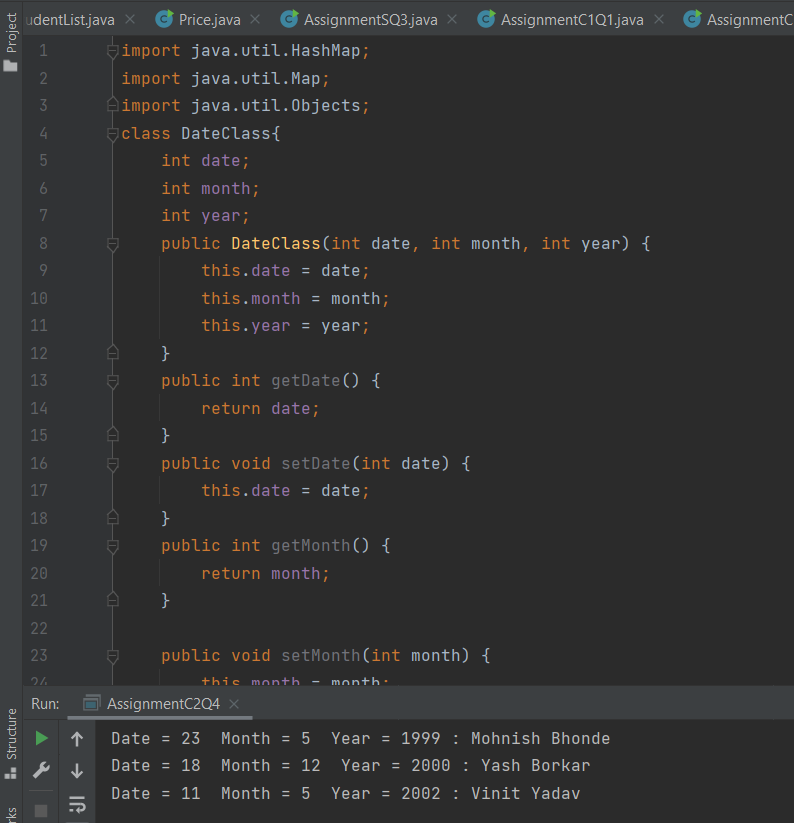 Project
udentList.java
Price.java
AssignmentSQ3.java
AssignmentC1Q1.java
AssignmentC
1 import java.util.HashMap;
2 import java.util.Map;
3 import java.util.Objects;
4 class DateClass{
5 int date;
6 int month;
7 int year;
8 public DateClass(int date, int month, int year) {
9 this.date = date;
10 this.month = month;
11 this.year = year;
12 }
13 public int getDate() {
14 return date;
15 }
16 public void setDate(int date) {
17 this.date = date;
18 }
19 public int getMonth() {
20 return month;
21 }
22
23 public void setMonth(int month) {
24 this.month = month;
Run: AssignmentC2Q4
Structure
rks
Date = 23 Month = 5 Year = 1999 : Mohnish Bhonde
Date = 18 Month = 12 Year = 2000 : Yash Borkar
Date = 11 Month = 5 Year = 2002 : Vinit Yadav